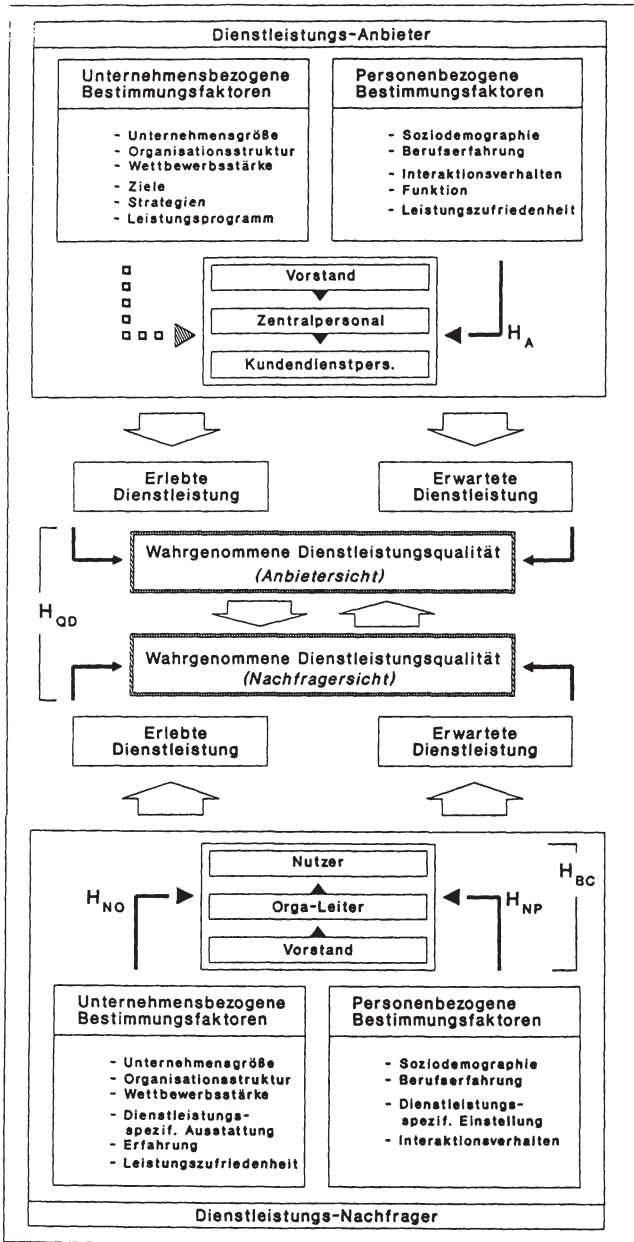 Dienstleistungs-Anbieter
Unternehmensbezogene
Bestimmungsfaktoren
- Unternehmensgröße
- Organisationsstruktur
- Wettbewerbsstärke
- Ziele
- Strategien
- Leistungsprogramm
Personenbezogene
Bestimmungsfaktoren
- Soziodemographie
- Berufserfahrung
- Interaktionsverhalten
- Funktion
- Leistungszufriedenheit
Vorstand
Zentralpersonal
Kundendienstpers.
H_A
Erlebte
Dienstleistung
Erwartete
Dienstleistung
Wahrgenommene Dienstleistungsqualität
(Anbietersicht)
H_QD
Wahrgenommene Dienstleistungsqualität
(Nachfragersicht)
Erlebte
Dienstleistung
Erwartete
Dienstleistung
Nutzer
Orga-Leiter
Vorstand
H_NO
H_NP
H_BC
Unternehmensbezogene
Bestimmungsfaktoren
- Unternehmensgröße
- Organisationsstruktur
- Wettbewerbsstärke
- Dienstleistungs-
spezif. Ausstattung
- Erfahrung
- Leistungszufriedenheit
Personenbezogene
Bestimmungsfaktoren
- Soziodemographie
- Berufserfahrung
- Dienstleistungs-
spezif. Einstellung
- Interaktionsverhalten
Dienstleistungs-Nachfrager